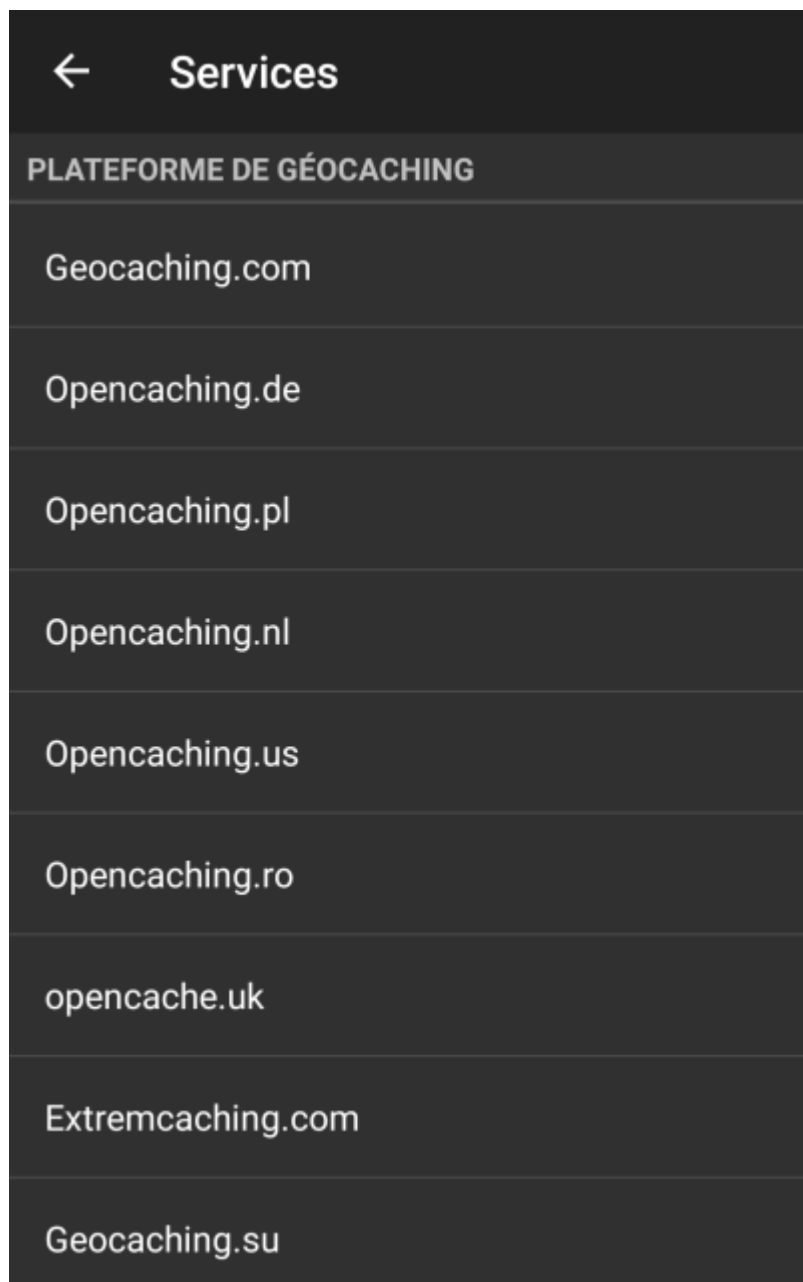 Services
PLATEFORME DE GÉOCACHING
Geocaching.com
Opencaching.de
Opencaching.pl
Opencaching.nl
Opencaching.us
Opencaching.ro
opencache.uk
Extremcaching.com
Geocaching.su